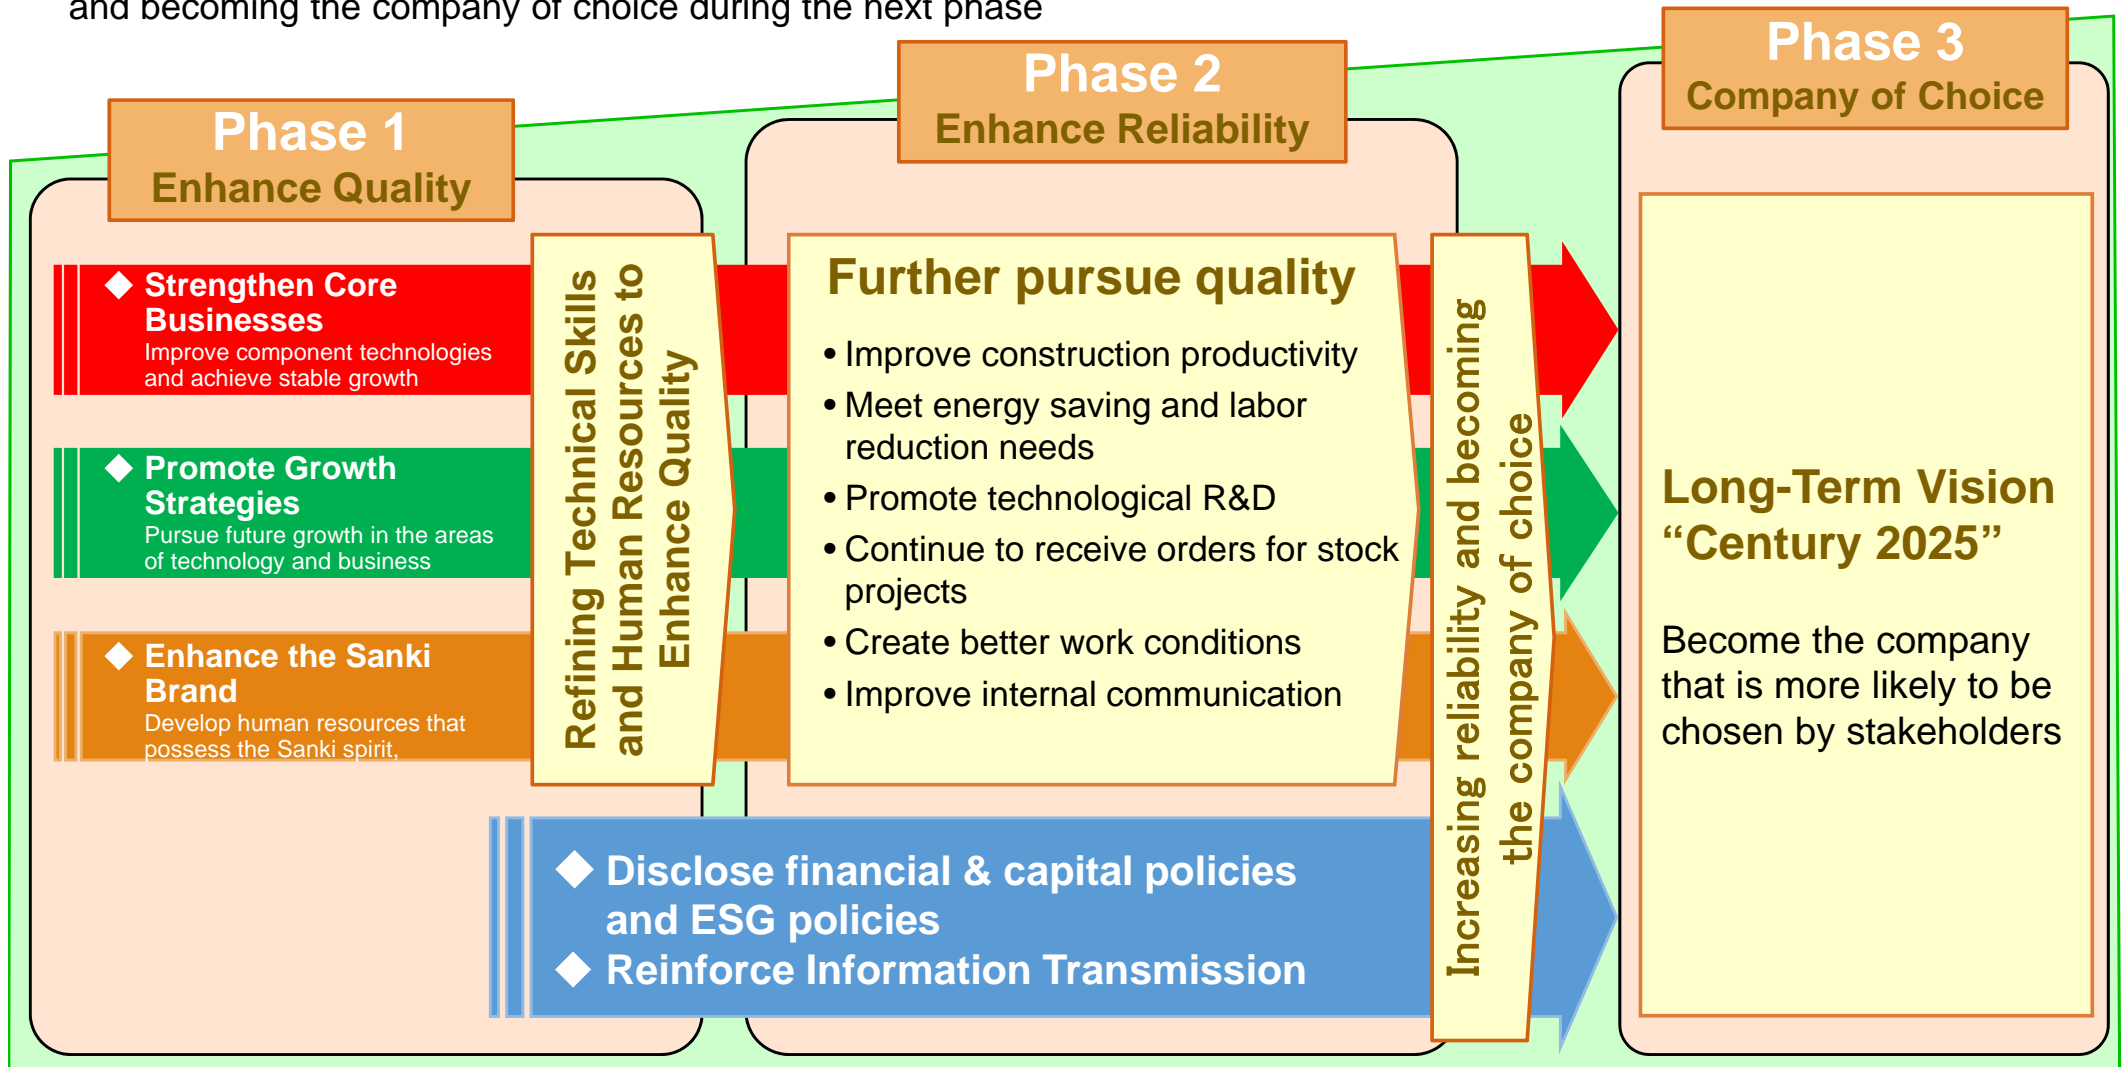 and becoming the company of choice during the next phase
Phase 1
Enhance Quality
◆ Strengthen Core
Businesses
Improve component technologies
and achieve stable growth
◆ Promote Growth
Strategies
Pursue future growth in the areas
of technology and business
◆ Enhance the Sanki
Brand
Develop human resources that
possess the Sanki spirit,
Refining Technical Skills
and Human Resources to
Enhance Quality
Phase 2
Enhance Reliability
Further pursue quality
• Improve construction productivity
• Meet energy saving and labor
reduction needs
• Promote technological R&D
• Continue to receive orders for stock
projects
• Create better work conditions
• Improve internal communication
◆ Disclose financial & capital policies
and ESG policies
◆ Reinforce Information Transmission
Increasing reliability and becoming
the company of choice
Phase 3
Company of Choice
Long-Term Vision
“Century 2025”
Become the company
that is more likely to be
chosen by stakeholders